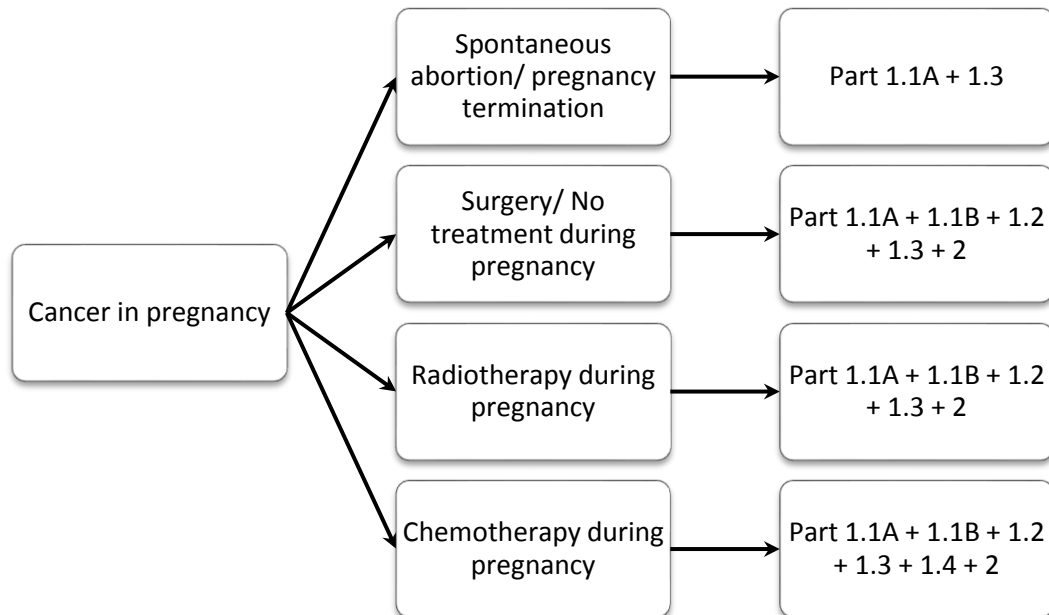 Spontaneous
abortion/ pregnancy
termination
Part 1.1A + 1.3
Surgery/ No
treatment during
pregnancy
Part 1.1A + 1.1B + 1.2
+ 1.3 + 2
Cancer in pregnancy
Radiotherapy during
pregnancy
Part 1.1A + 1.1B + 1.2
+ 1.3 + 2
Chemotherapy during
pregnancy
Part 1.1A + 1.1B + 1.2
+ 1.3 + 1.4 + 2